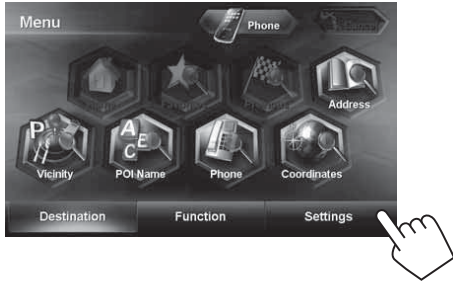 Menu
Phone
Address
Vicinity
POI Name
Phone
Coordinates
Destination
Function
Settings